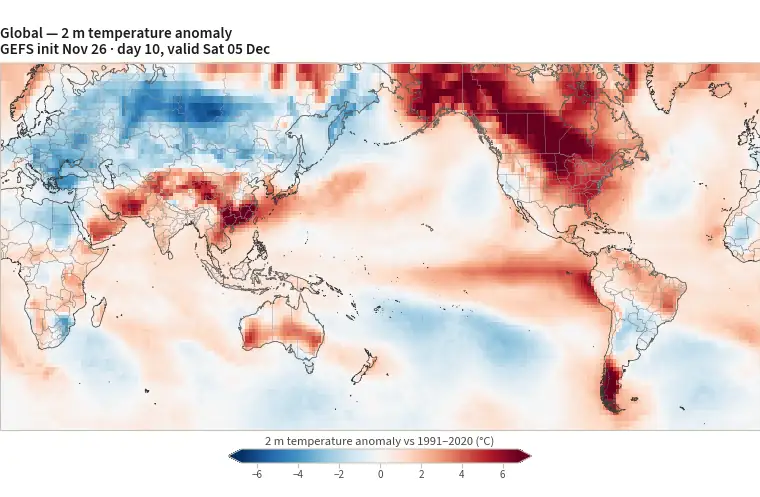 Global — 2 m temperature anomaly
GEFS init Nov 26 · day 10, valid Sat 05 Dec
2 m temperature anomaly vs 1991–2020 (°C)
−6 −4 −2 0 2 4 6